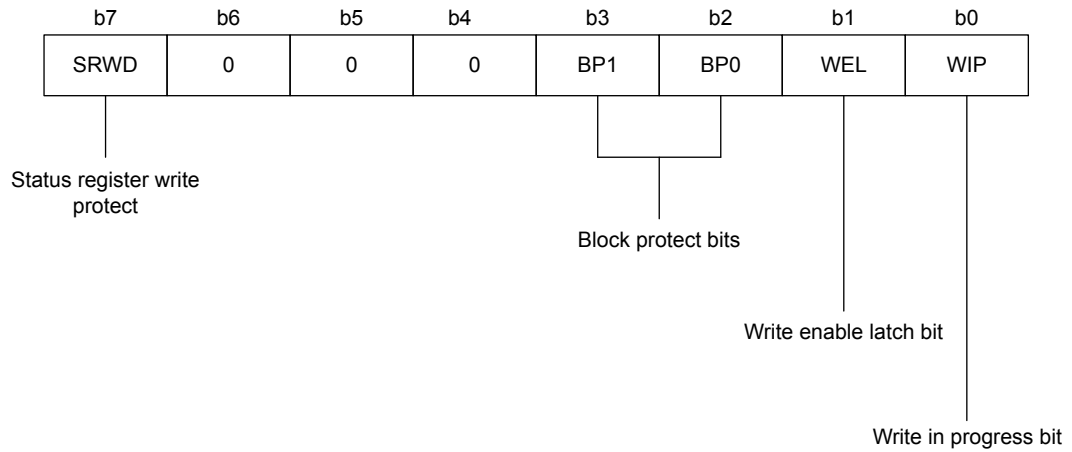 b7 b6 b5 b4 b3 b2 b1 b0
SRWD 0 0 0 BP1 BP0 WEL WIP
Status register write
protect
Block protect bits
Write enable latch bit
Write in progress bit